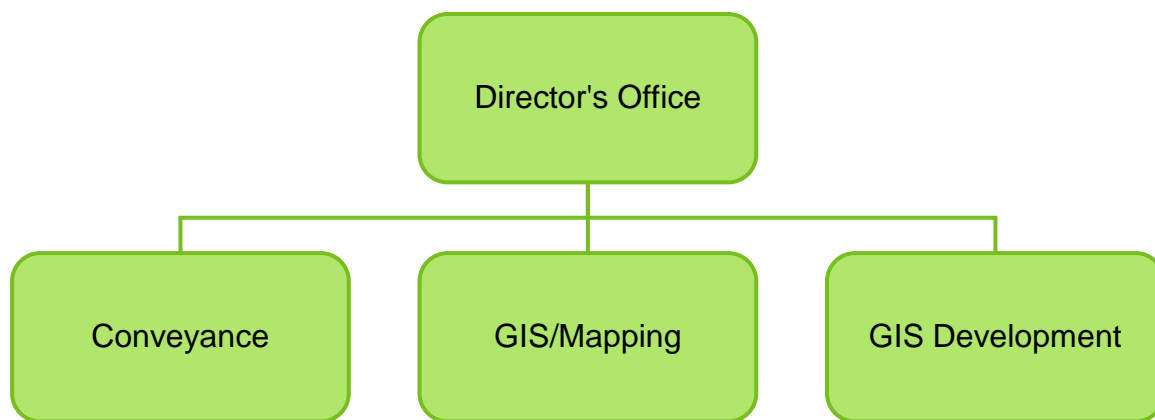 Director's Office
Conveyance
GIS/Mapping
GIS Development